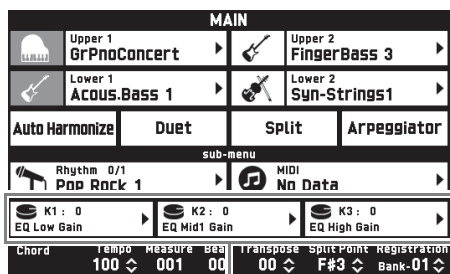 MAIN
Upper 1
GrPnoConcert
Upper 2
FingerBass 3
Lower 1
Acous.Bass 1
Lower 2
Syn-Strings1
Auto Harmonize Duet Split Arpeggiator
sub-menu
Rhythm 0/1
Pop Rock 1
MIDI
No Data
K1 : 0
EQ Low Gain
K2 : 0
EQ Mid1 Gain
K3 : 0
EQ High Gain
Chord Tempo Measure Bea Transpose Split Point Registration
100 001 00 00 F#3 Bank-01